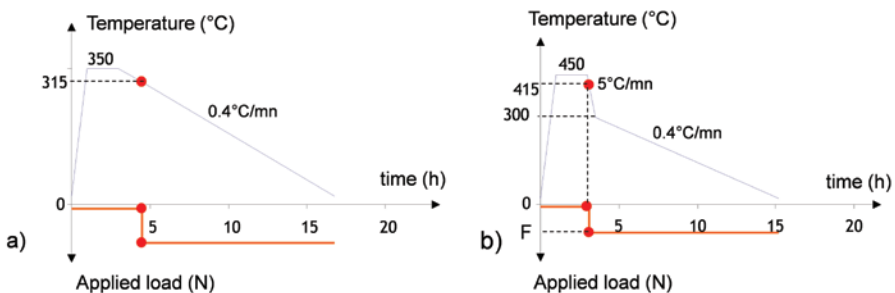 Temperature (°C)
350
315
0.4°C/mn
time (h)
0
5
10
15
20
a)
Applied load (N)
Temperature (°C)
450
415
5°C/mn
300
0.4°C/mn
time (h)
0
5
10
15
20
F
b)
Applied load (N)